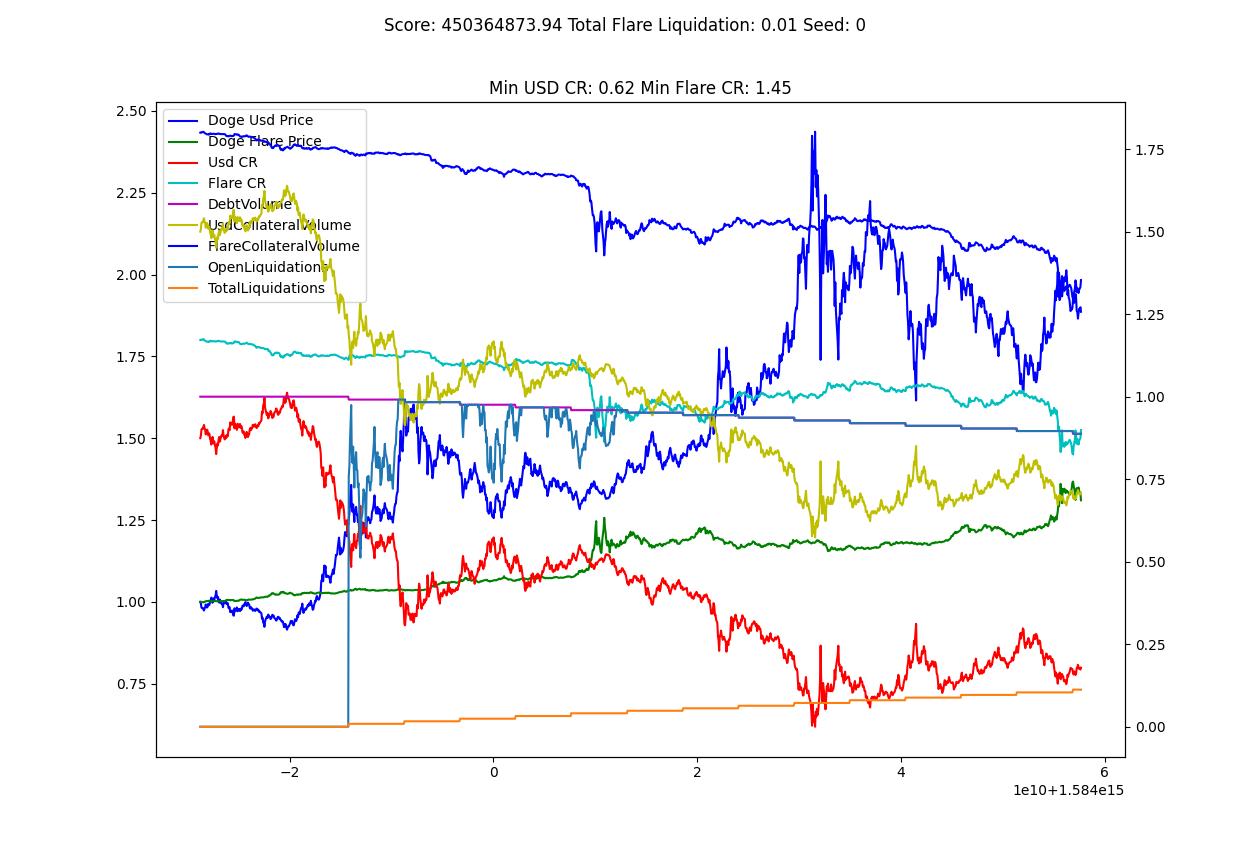 Score: 450364873.94 Total Flare Liquidation: 0.01 Seed: 0
Min USD CR: 0.62 Min Flare CR: 1.45
Doge Usd Price
Doge Flare Price
Usd CR
Flare CR
DebtVolume
UsdCollateralVolume
FlareCollateralVolume
OpenLiquidations
TotalLiquidations
2.50
2.25
2.00
1.75
1.50
1.25
1.00
0.75
1.75
1.50
1.25
1.00
0.75
0.50
0.25
0.00
−2 0 2 4 6
1e10+1.584e15